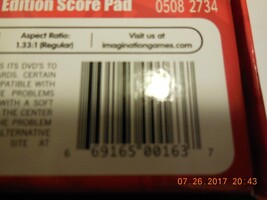 Edition Score Pad 0508 2734
Aspect Ratio:
1.33:1 (Regular)
Visit us at
imaginationgames.com
S ITS DVD'S TO
ARDS. CERTAIN
PATIBLE WITH
E PROBLEMS
WITH A SOFT
THE CENTER
PROBLEM
LTERNATIVE
SITE AT
6 69165 00163 7
07.26.2017 20:43